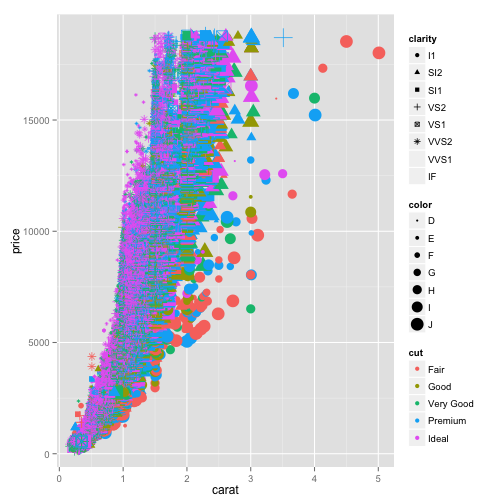 clarity
I1
SI2
SI1
VS2
VS1
VVS2
VVS1
IF
color
D
E
F
G
H
I
J
cut
Fair
Good
Very Good
Premium
Ideal
price
15000
10000
5000
0
0 1 2 3 4 5
carat